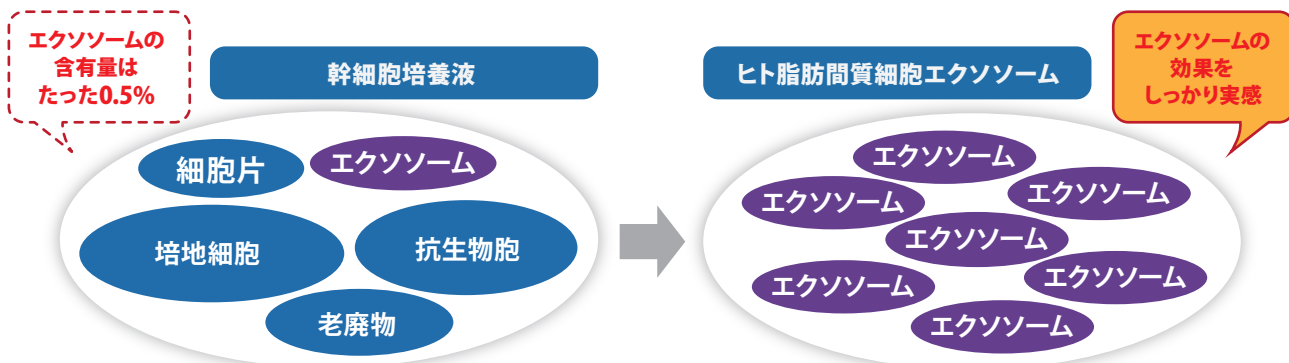 エクソソームの
含有量は
たった0.5%
幹細胞培養液
細胞片
エクソソーム
培地細胞
抗生物胞
老廃物
ヒト脂肪間質細胞エクソソーム
エクソソームの
効果を
しっかり実感
エクソソーム
エクソソーム
エクソソーム
エクソソーム
エクソソーム
エクソソーム
エクソソーム